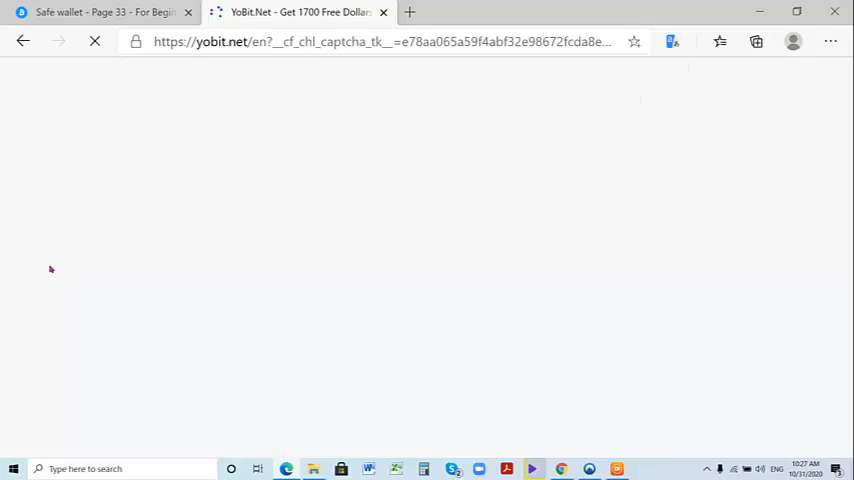 Safe wallet - Page 33 - For Begin
YoBit.Net - Get 1700 Free Dollars
https://yobit.net/en?__cf_chl_captcha_tk__=e78aa065a59f4abf32e98672fcda8e...
Type here to search
ENG
10:27 AM
10/31/2020